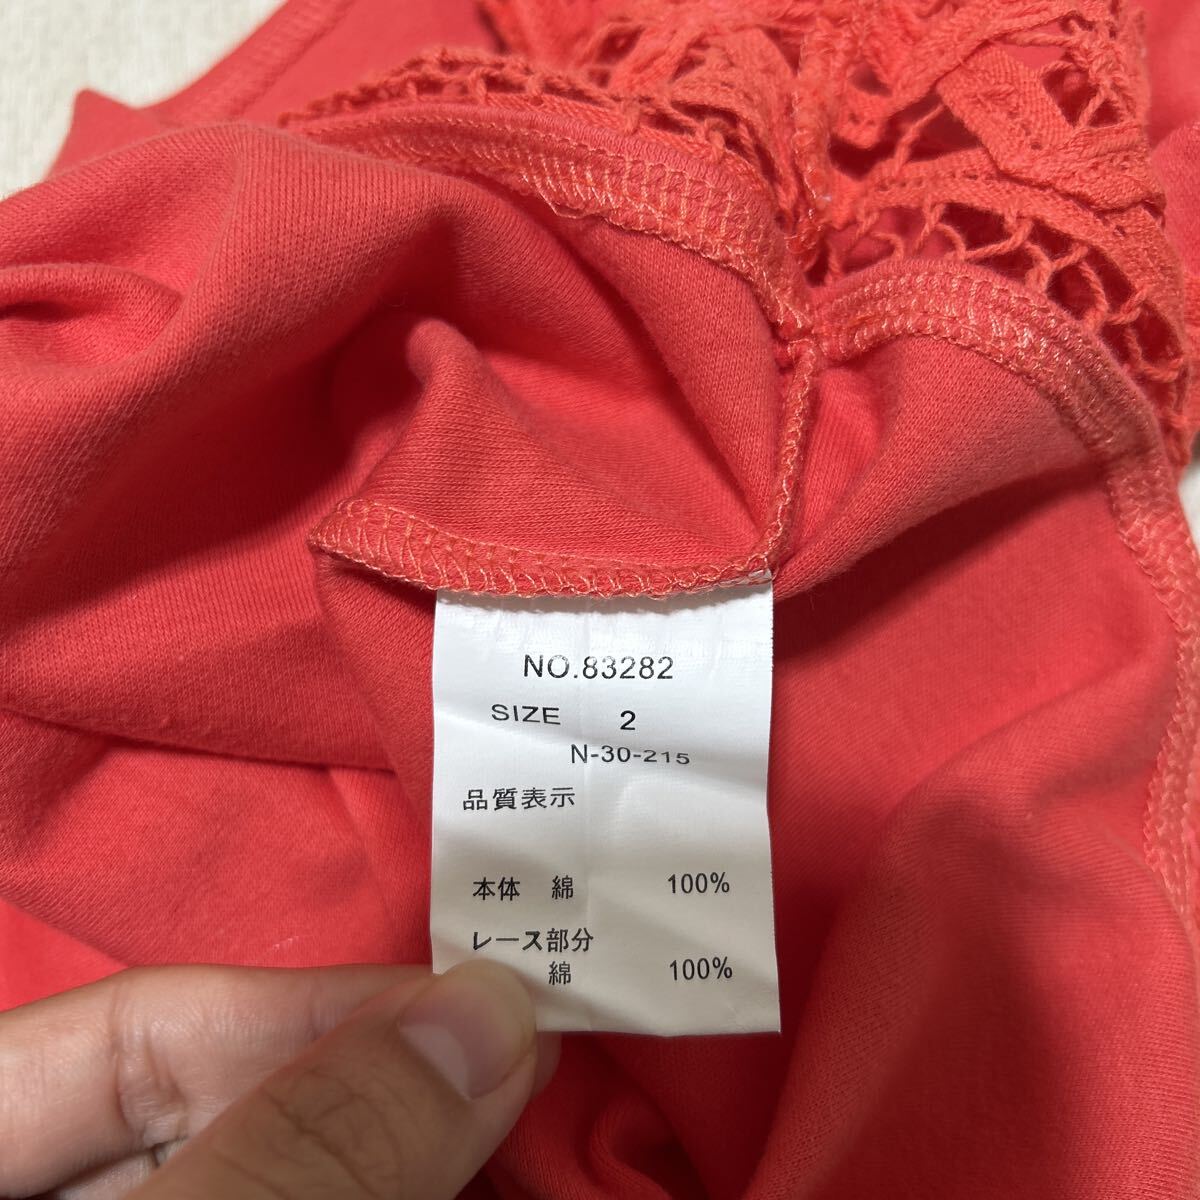 NO.83282
SIZE 2
N-30-215
品質表示
本体 綿 100%
レース部分
綿 100%